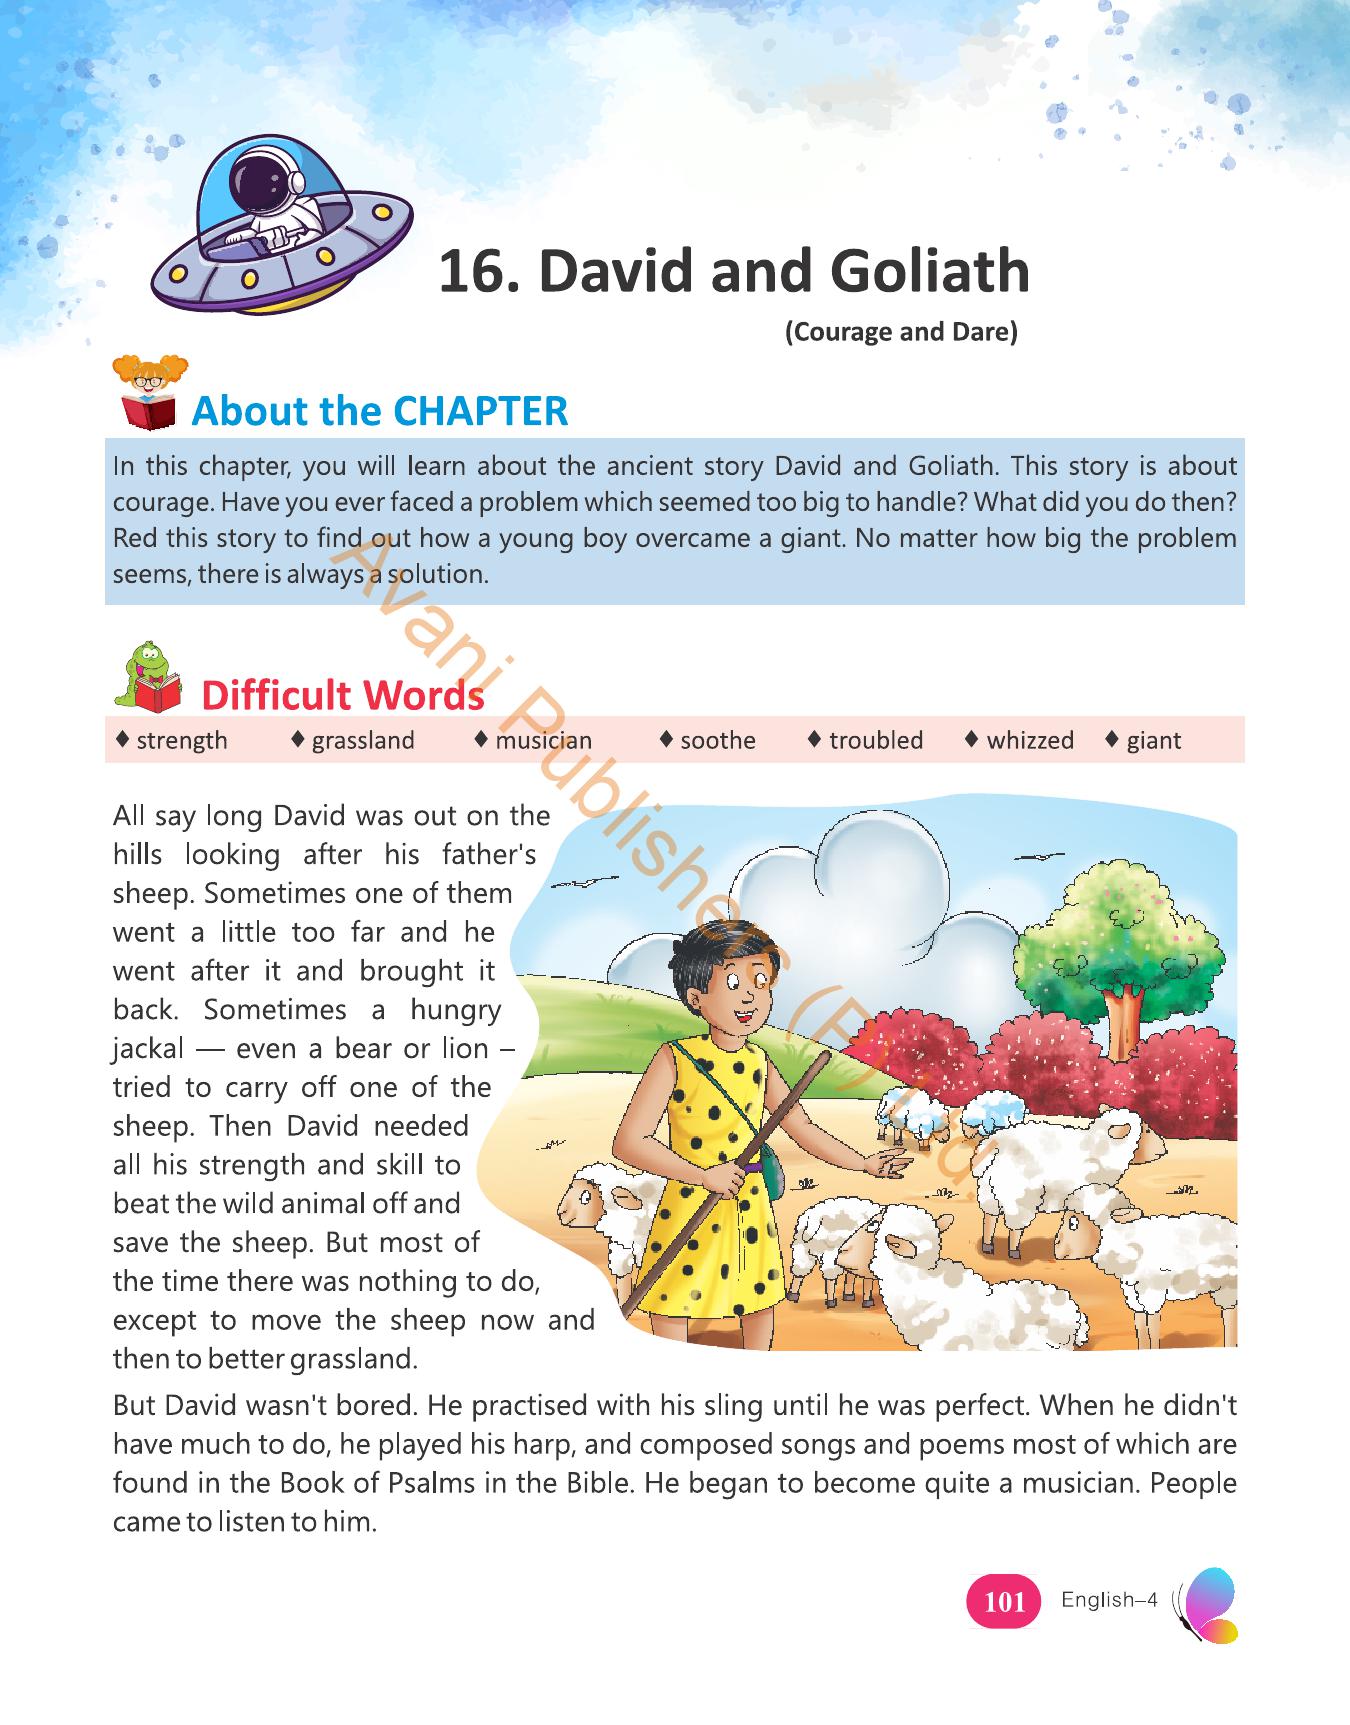 16. David and Goliath
(Courage and Dare)
About the CHAPTER
In this chapter, you will learn about the ancient story David and Goliath. This story is about
courage. Have you ever faced a problem which seemed too big to handle? What did you do then?
Red this story to find out how a young boy overcame a giant. No matter how big the problem
seems, there is always a solution.
Difficult Words
♦ strength ♦ grassland ♦ musician ♦ soothe ♦ troubled ♦ whizzed ♦ giant
All say long David was out on the
hills looking after his father's
sheep. Sometimes one of them
went a little too far and he
went after it and brought it
back. Sometimes a hungry
jackal — even a bear or lion –
tried to carry off one of the
sheep. Then David needed
all his strength and skill to
beat the wild animal off and
save the sheep. But most of
the time there was nothing to do,
except to move the sheep now and
then to better grassland.
But David wasn't bored. He practised with his sling until he was perfect. When he didn't
have much to do, he played his harp, and composed songs and poems most of which are
found in the Book of Psalms in the Bible. He began to become quite a musician. People
came to listen to him.
101 English–4
Avani Publisher (P) Ltd.